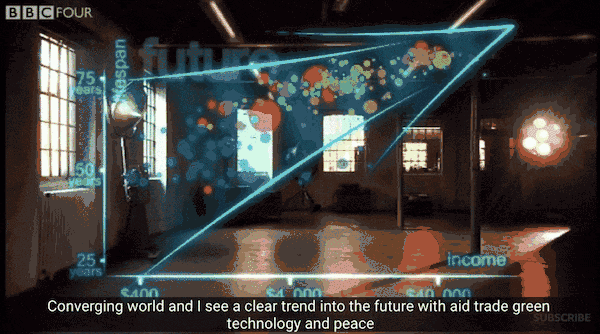 BBC FOUR
future
lifespan
75
years
50
years
25
years
income
$400
$4 000
$40 000
SUBSCRIBE
Converging world and I see a clear trend into the future with aid trade green
technology and peace